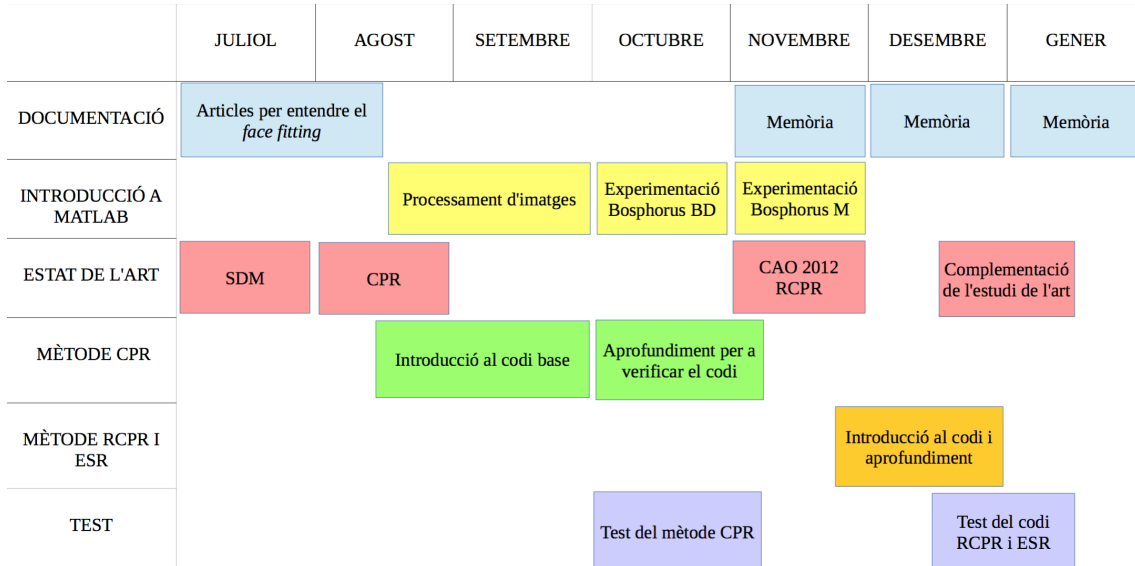 JULIOL AGOST SETEMBRE OCTUBRE NOVEMBRE DESEMBRE GENER
DOCUMENTACIÓ
Articles per entendre el
face fitting
Memòria
Memòria
Memòria
INTRODUCCIÓ A
MATLAB
Processament d'imatges
Experimentació
Bosphorus BD
Experimentació
Bosphorus M
ESTAT DE L'ART
SDM
CPR
CAO 2012
RCPR
Complementació
de l'estudi de l'art
MÈTODE CPR
Introducció al codi base
Aprofundiment per a
verificar el codi
MÈTODE RCPR I
ESR
Introducció al codi i
aprofundiment
TEST
Test del mètode CPR
Test del codi
RCPR i ESR